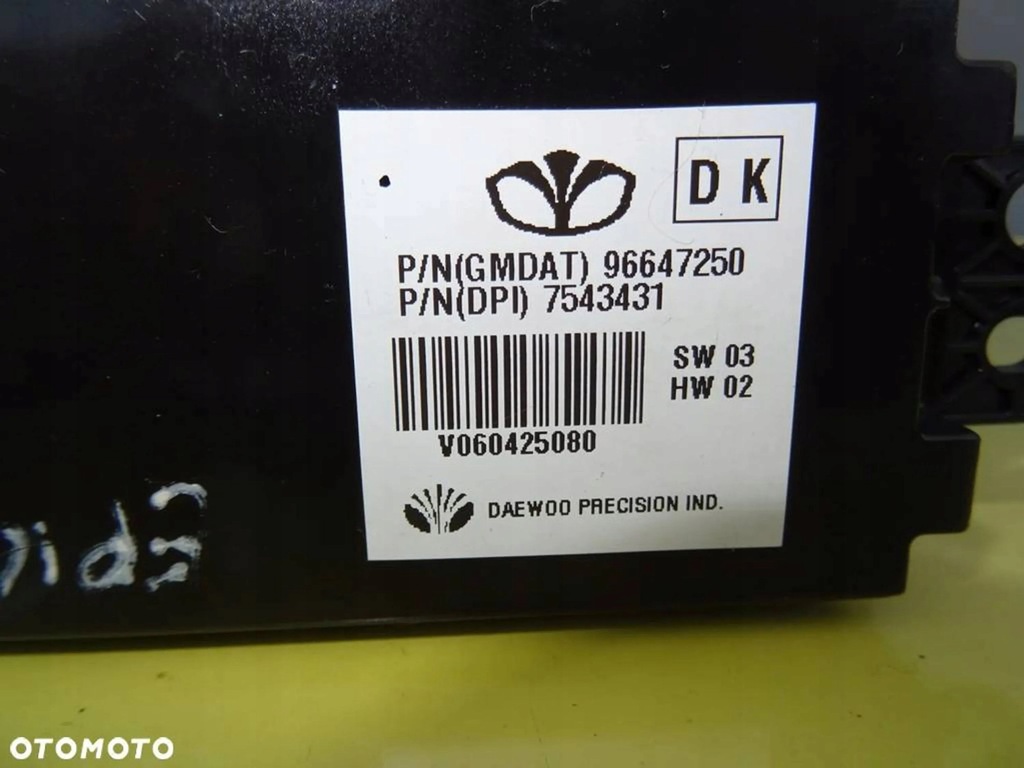 D K
P/N(GMDAT) 96647250
P/N(DPI) 7543431
SW 03
HW 02
V060425080
DAEWOO PRECISION IND.
OTOMOTO